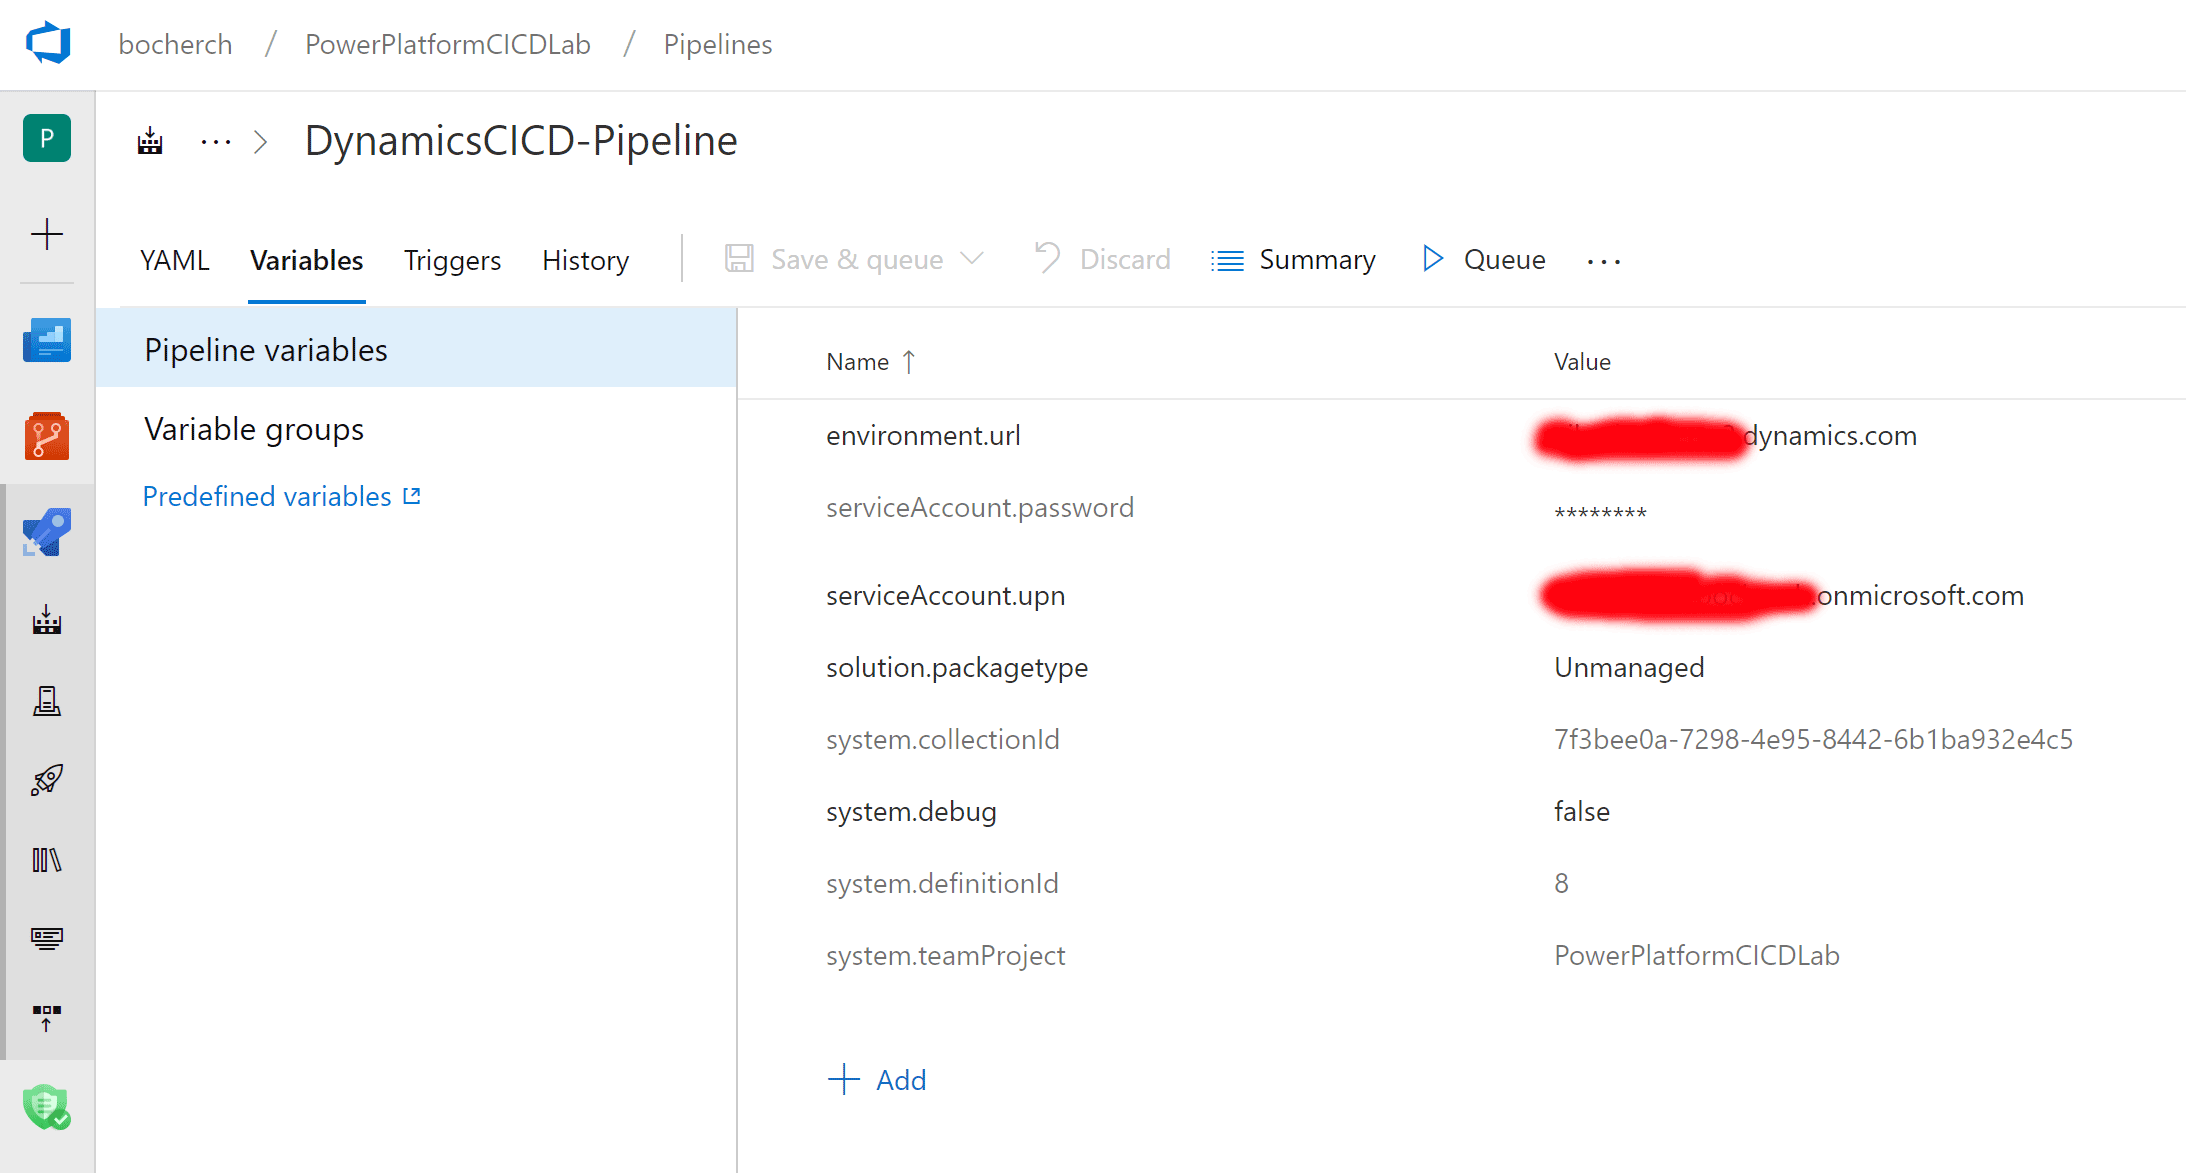 bocherch / PowerPlatformCICDLab / Pipelines
P
··· > DynamicsCICD-Pipeline
YAML Variables Triggers History Save & queue Discard Summary Queue ···
Pipeline variables
Variable groups
Predefined variables
Name ↑ Value
environment.url dynamics.com
serviceAccount.password ********
serviceAccount.upn .onmicrosoft.com
solution.packagetype Unmanaged
system.collectionId 7f3bee0a-7298-4e95-8442-6b1ba932e4c5
system.debug false
system.definitionId 8
system.teamProject PowerPlatformCICDLab
+ Add